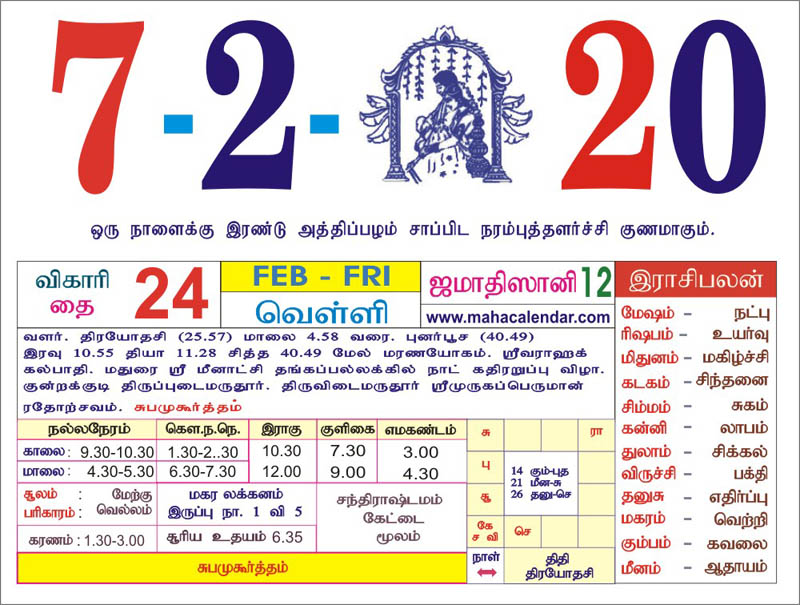 7-2- 20
ஒரு நாளைக்கு இரண்டு அத்திப்பழம் சாப்பிட நரம்புத்தளர்ச்சி குணமாகும்.
விகாரி
தை 24
FEB - FRI
வெள்ளி
ஜமாதிஸானி 12
www.mahacalendar.com
வளர். திரயோதசி (25.57) மாலை 4.58 வரை. புனர்பூச (40.49)
இரவு 10.55 தியா 11.28 சித்த 40.49 மேல் மரணயோகம். ஸ்ரீவராஹக்
கல்பாதி. மதுரை ஸ்ரீ மீனாட்சி தங்கப்பல்லக்கில் நாட் கதிரறுப்பு விழா.
குன்றக்குடி திருப்புடைமருதூர். திருவிடைமருதூர் ஸ்ரீமுருகப்பெருமான்
ரதோற்சவம். சுபமுகூர்த்தம்
நல்லநேரம் கௌ.ந.நெ. இராகு குளிகை எமகண்டம்
காலை: 9.30-10.30 1.30-2..30 10.30 7.30 3.00
மாலை: 4.30-5.30 6.30-7.30 12.00 9.00 4.30
சூலம் : மேற்கு
பரிகாரம் : வெல்லம்
கரணம் : 1.30-3.00
மகர லக்கனம்
இருப்பு நா. 1 வி 5
சூரிய உதயம் 6.35
சந்திராஷ்டமம்
கேட்டை
மூலம்
சுபமுகூர்த்தம்
சு ரா
பு
சூ
14 கும்-புத
21 மீன-சு
26 தனு-செ
கே
ச வி செ
நாள் ↔
திதி
திரயோதசி
இராசிபலன்
மேஷம் - நட்பு
ரிஷபம் - உயர்வு
மிதுனம் - மகிழ்ச்சி
கடகம் - சிந்தனை
சிம்மம் - சுகம்
கன்னி - லாபம்
துலாம் - சிக்கல்
விருச்சி - பக்தி
தனுசு - எதிர்ப்பு
மகரம் - வெற்றி
கும்பம் - கவலை
மீனம் - ஆதாயம்